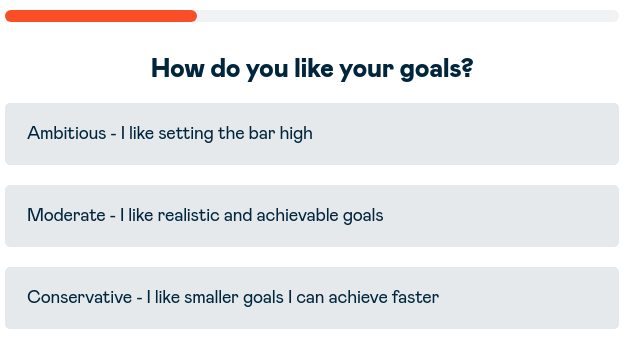 How do you like your goals?
Ambitious - I like setting the bar high
Moderate - I like realistic and achievable goals
Conservative - I like smaller goals I can achieve faster